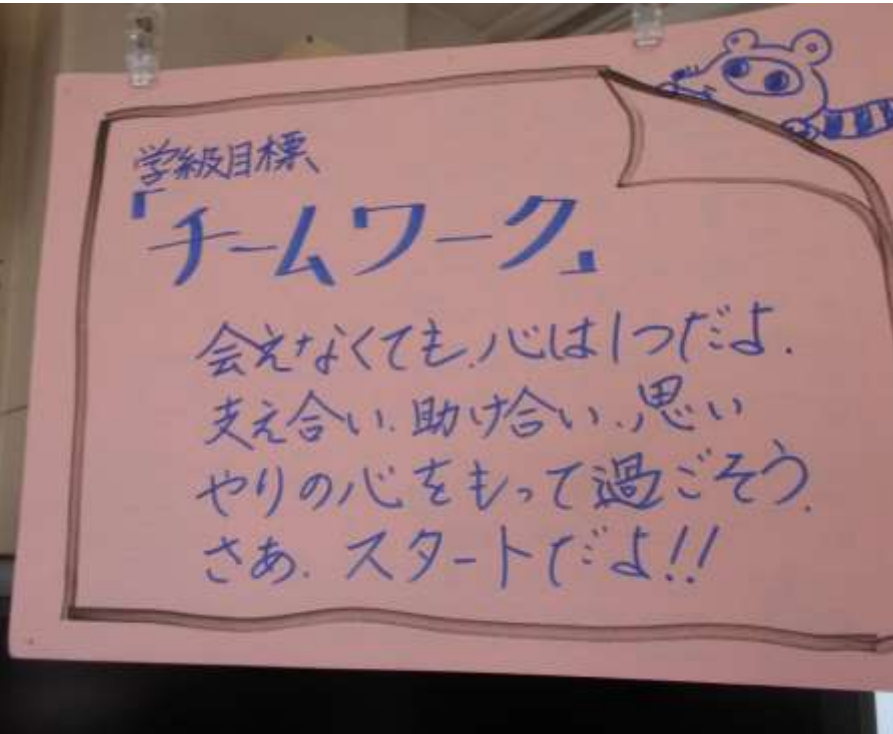 学級目標、
「チームワーク」
会えなくても、心は1つだよ.
支え合い、助け合い、思い
やりの心をもって過ごそう.
さあ、スタートだよ!!